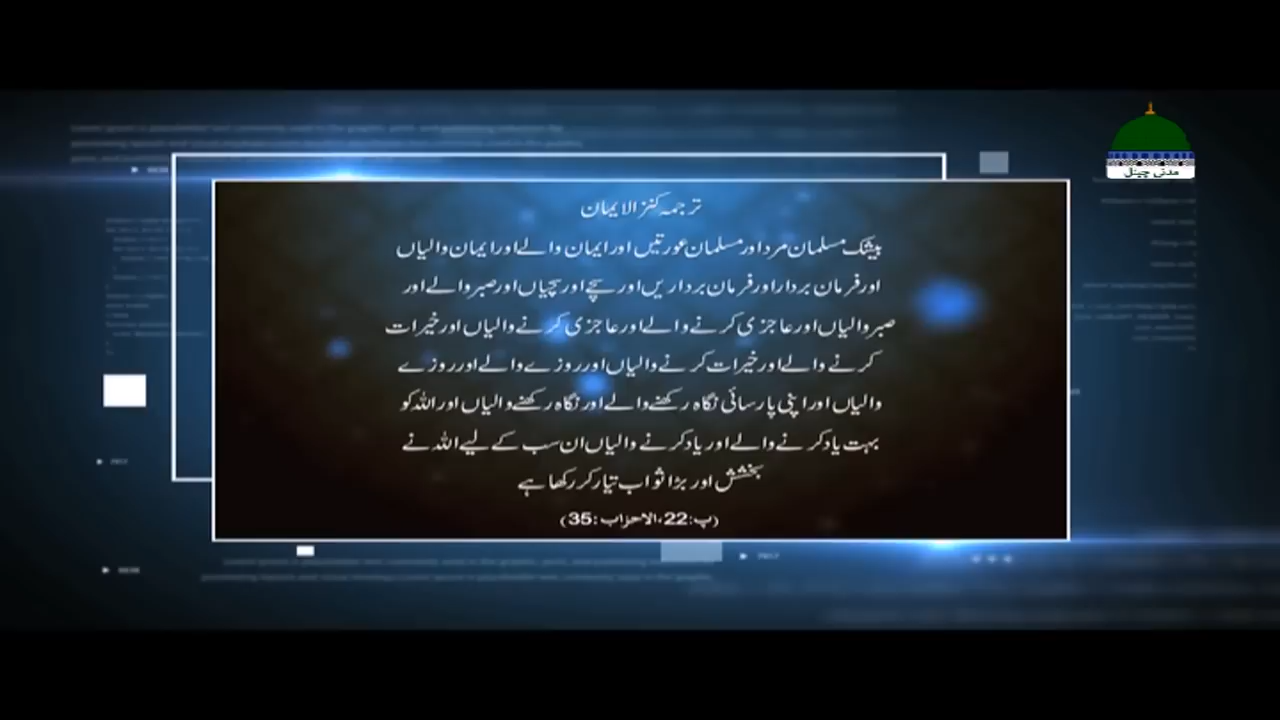 مدنی چینل
ترجمہ کنز الایمان
بیشک مسلمان مرد اور مسلمان عورتیں اور ایمان والے اور ایمان والیاں
اور فرمان بردار اور فرمان برداریں اور سچے اور سچیاں اور صبر والے اور
صبر والیاں اور عاجزی کرنے والے اور عاجزی کرنے والیاں اور خیرات
کرنے والے اور خیرات کرنے والیاں اور روزے والے اور روزے
والیاں اور اپنی پارسائی نگاہ رکھنے والے اور نگاہ رکھنے والیاں اور اللہ کو
بہت یاد کرنے والے اور یاد کرنے والیاں ان سب کے لیے اللہ نے
بخشش اور بڑا ثواب تیار کر رکھا ہے
(پ:22،الاحزاب:35)